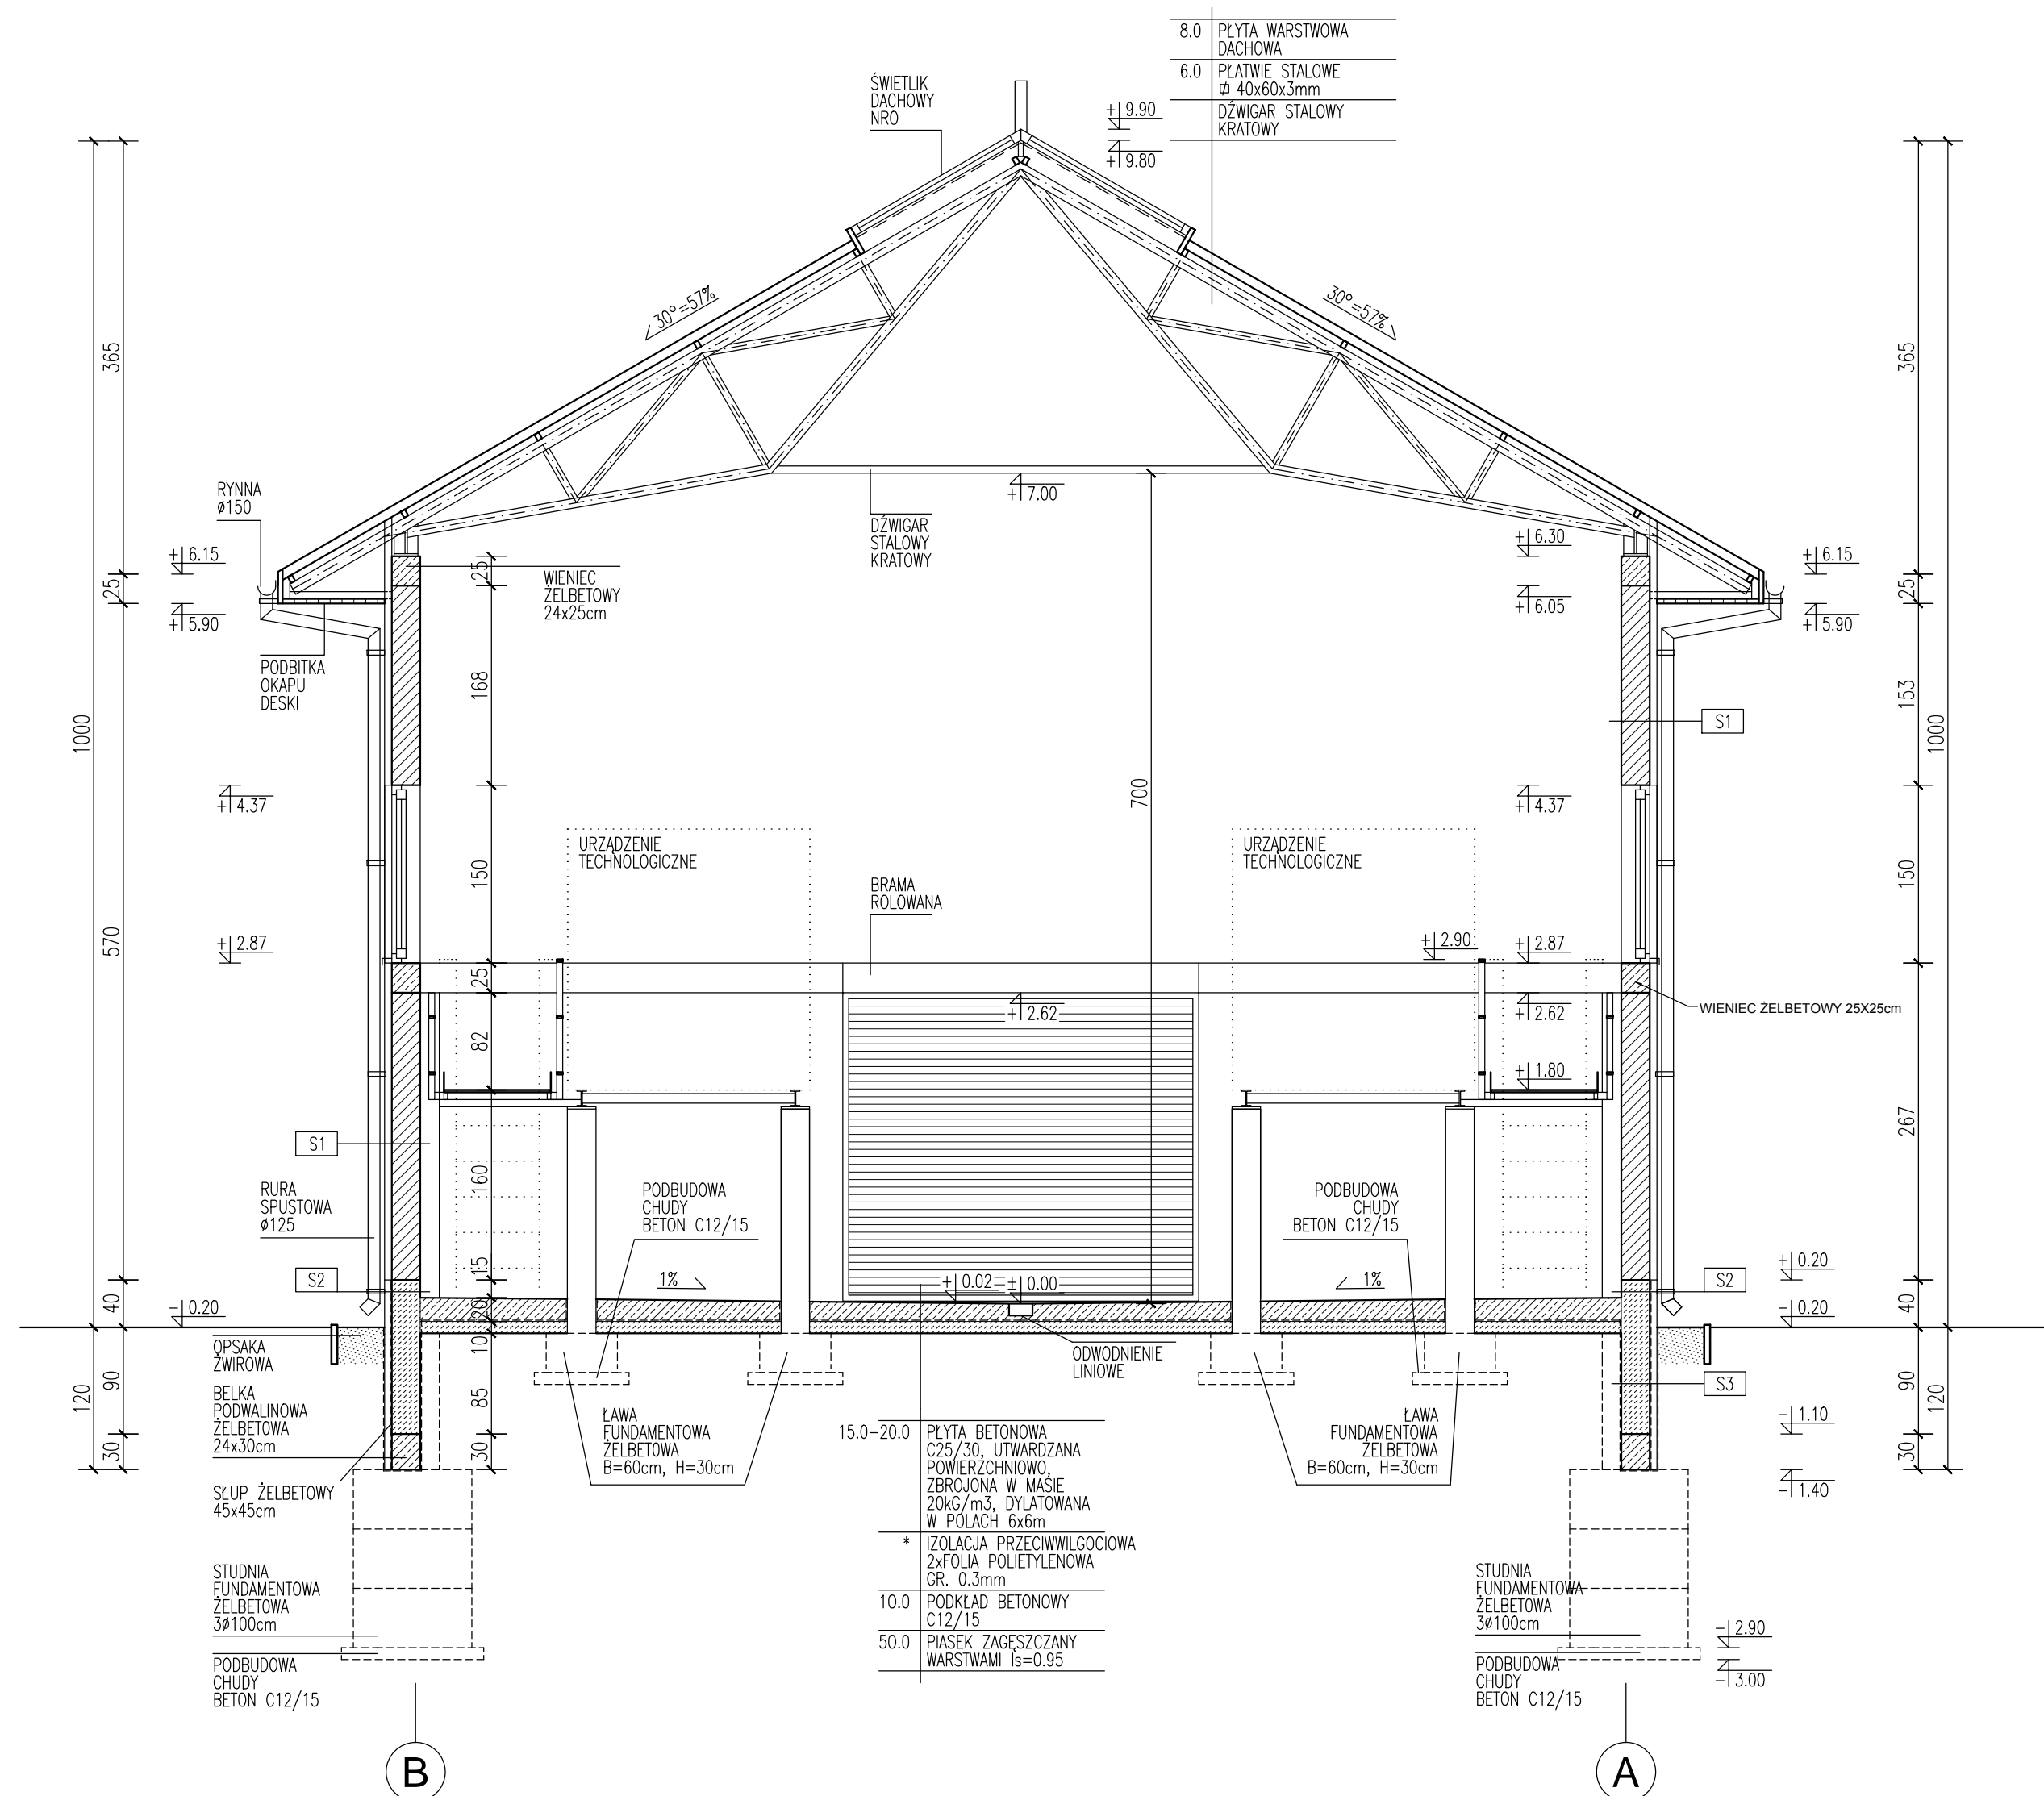 8.0 PŁYTA WARSTWOWA
DACHOWA
6.0 PŁATWIE STALOWE
40x60x3mm
DŹWIGAR STALOWY
KRATOWY
ŚWIETLIK
DACHOWY
NRO
+9.90
+9.80
30°=57%
30°=57%
365
365
RYNNA
ø150
+7.00
DŹWIGAR
STALOWY
KRATOWY
+6.15
+5.90
25
25
WIENIEC
ŻELBETOWY
24x25cm
+6.30
+6.05
+6.15
+5.90
25
PODBITKA
OKAPU
DESKI
168
153
S1
1000
1000
700
+4.37
+4.37
URZĄDZENIE
TECHNOLOGICZNE
URZĄDZENIE
TECHNOLOGICZNE
150
150
BRAMA
ROLOWANA
570
+2.87
+2.90
+2.87
25
+2.62
+2.62
WIENIEC ŻELBETOWY 25X25cm
82
+1.80
S1
267
160
RURA
SPUSTOWA
ø125
PODBUDOWA
CHUDY
BETON C12/15
PODBUDOWA
CHUDY
BETON C12/15
S2
15
1%
+0.02
±0.00
1%
S2
+0.20
40
-0.20
20
-0.20
40
OPSAKA
ŻWIROWA
10
ODWODNIENIE
LINIOWE
S3
120
90
85
90
120
BELKA
PODWALINOWA
ŻELBETOWA
24x30cm
ŁAWA
FUNDAMENTOWA
ŻELBETOWA
B=60cm, H=30cm
ŁAWA
FUNDAMENTOWA
ŻELBETOWA
B=60cm, H=30cm
-1.10
30
30
30
-1.40
15.0-20.0 PŁYTA BETONOWA
C25/30, UTWARDZANA
POWIERZCHNIOWO,
ZBROJONA W MASIE
20kG/m3, DYLATOWANA
W POLACH 6x6m
* IZOLACJA PRZECIWWILGOCIOWA
2xFOLIA POLIETYLENOWA
GR. 0.3mm
10.0 PODKŁAD BETONOWY
C12/15
50.0 PIASEK ZAGĘSZCZANY
WARSTWAMI Is=0.95
SŁUP ŻELBETOWY
45x45cm
STUDNIA
FUNDAMENTOWA
ŻELBETOWA
3ø100cm
STUDNIA
FUNDAMENTOWA
ŻELBETOWA
3ø100cm
PODBUDOWA
CHUDY
BETON C12/15
PODBUDOWA
CHUDY
BETON C12/15
-2.90
-3.00
B
A